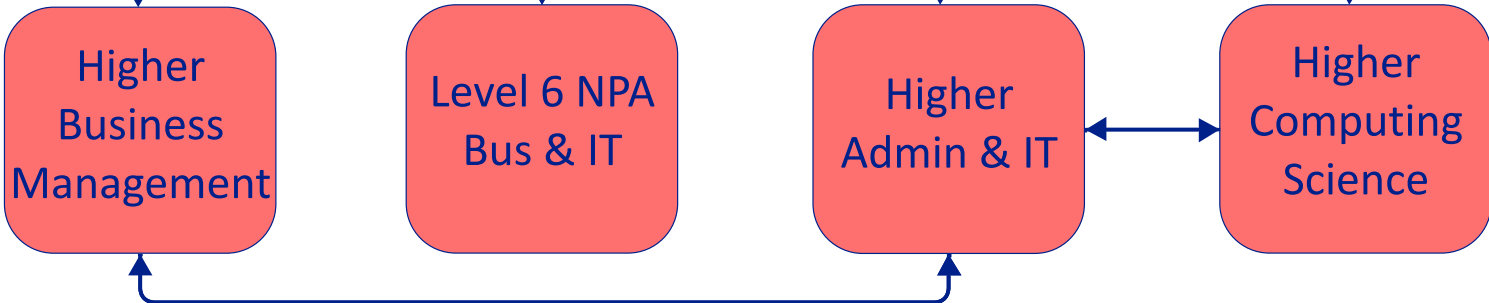 Higher
Business
Management
Level 6 NPA
Bus & IT
Higher
Admin & IT
Higher
Computing
Science